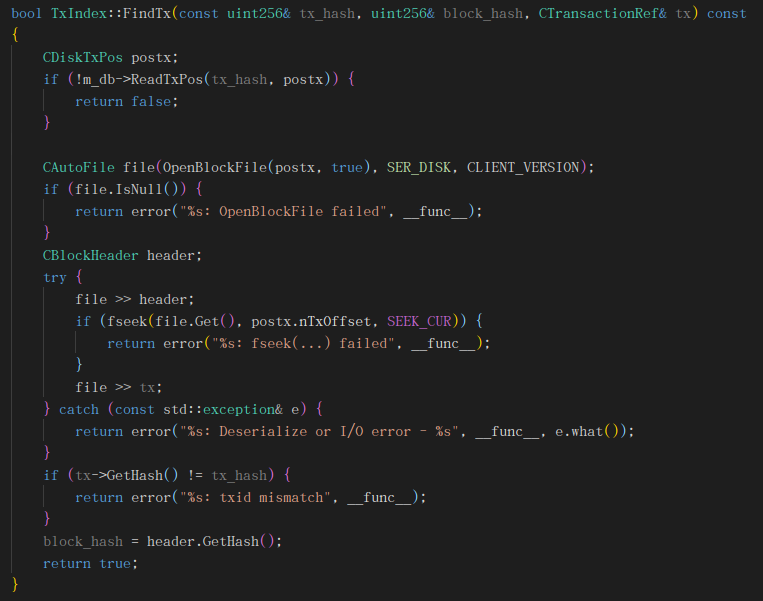 bool TxIndex::FindTx(const uint256& tx_hash, uint256& block_hash, CTransactionRef& tx) const
{
    CDiskTxPos postx;
    if (!m_db->ReadTxPos(tx_hash, postx)) {
        return false;
    }

    CAutoFile file(OpenBlockFile(postx, true), SER_DISK, CLIENT_VERSION);
    if (file.IsNull()) {
        return error("%s: OpenBlockFile failed", __func__);
    }
    CBlockHeader header;
    try {
        file >> header;
        if (fseek(file.Get(), postx.nTxOffset, SEEK_CUR)) {
            return error("%s: fseek(...) failed", __func__);
        }
        file >> tx;
    } catch (const std::exception& e) {
        return error("%s: Deserialize or I/O error - %s", __func__, e.what());
    }
    if (tx->GetHash() != tx_hash) {
        return error("%s: txid mismatch", __func__);
    }
    block_hash = header.GetHash();
    return true;
}